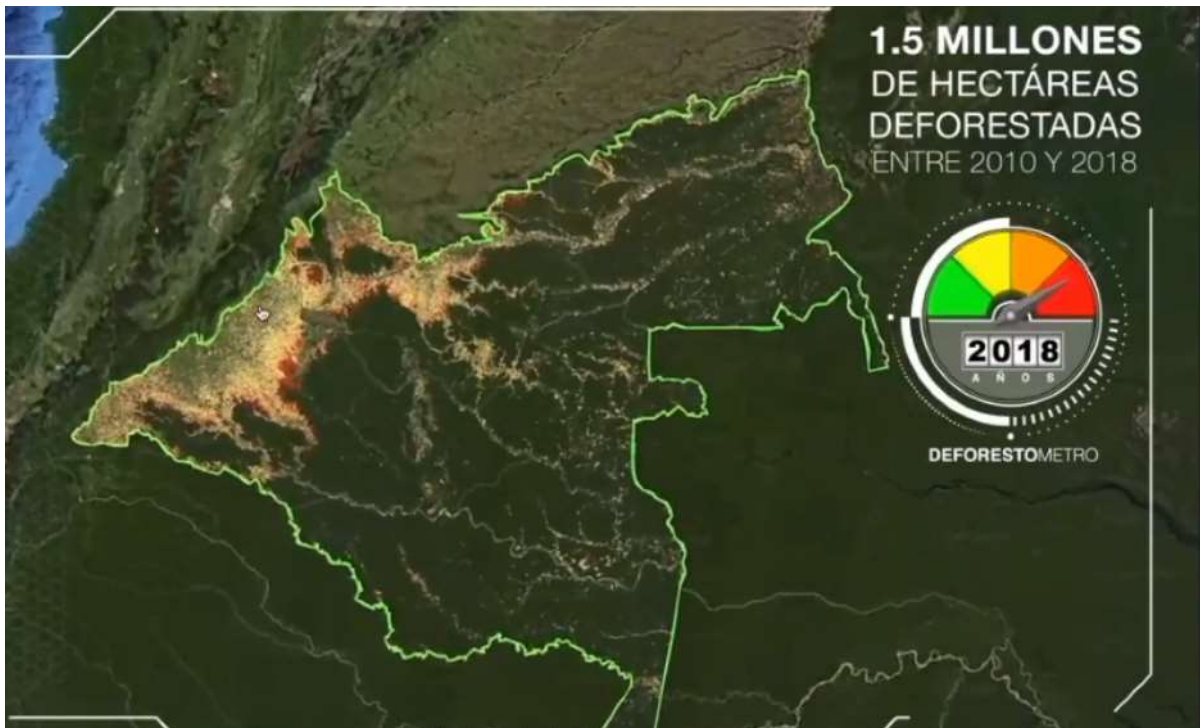 1.5 MILLONES
DE HECTÁREAS
DEFORESTADAS
ENTRE 2010 Y 2018
2018
AÑOS
DEFORESTOMETRO